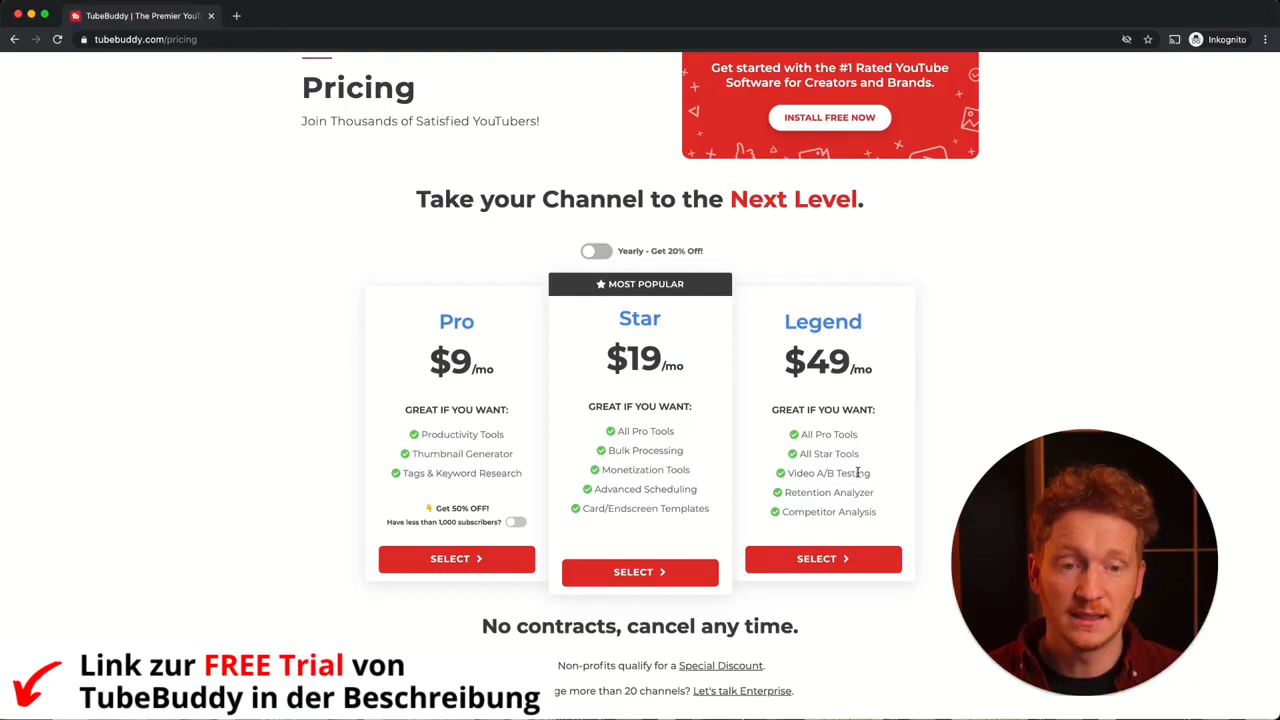 TubeBuddy | The Premier YouT
tubebuddy.com/pricing
Inkognito
Pricing
Join Thousands of Satisfied YouTubers!
Get started with the #1 Rated YouTube
Software for Creators and Brands.
INSTALL FREE NOW
Take your Channel to the Next Level.
Yearly - Get 20% Off!
Pro
$9/mo
GREAT IF YOU WANT:
Productivity Tools
Thumbnail Generator
Tags & Keyword Research
👇 Get 50% OFF!
Have less than 1,000 subscribers?
SELECT
MOST POPULAR
Star
$19/mo
GREAT IF YOU WANT:
All Pro Tools
Bulk Processing
Monetization Tools
Advanced Scheduling
Card/Endscreen Templates
SELECT
Legend
$49/mo
GREAT IF YOU WANT:
All Pro Tools
All Star Tools
Video A/B Testing
Retention Analyzer
Competitor Analysis
SELECT
No contracts, cancel any time.
Non-profits qualify for a Special Discount.
ge more than 20 channels? Let's talk Enterprise.
Link zur FREE Trial von
TubeBuddy in der Beschreibung